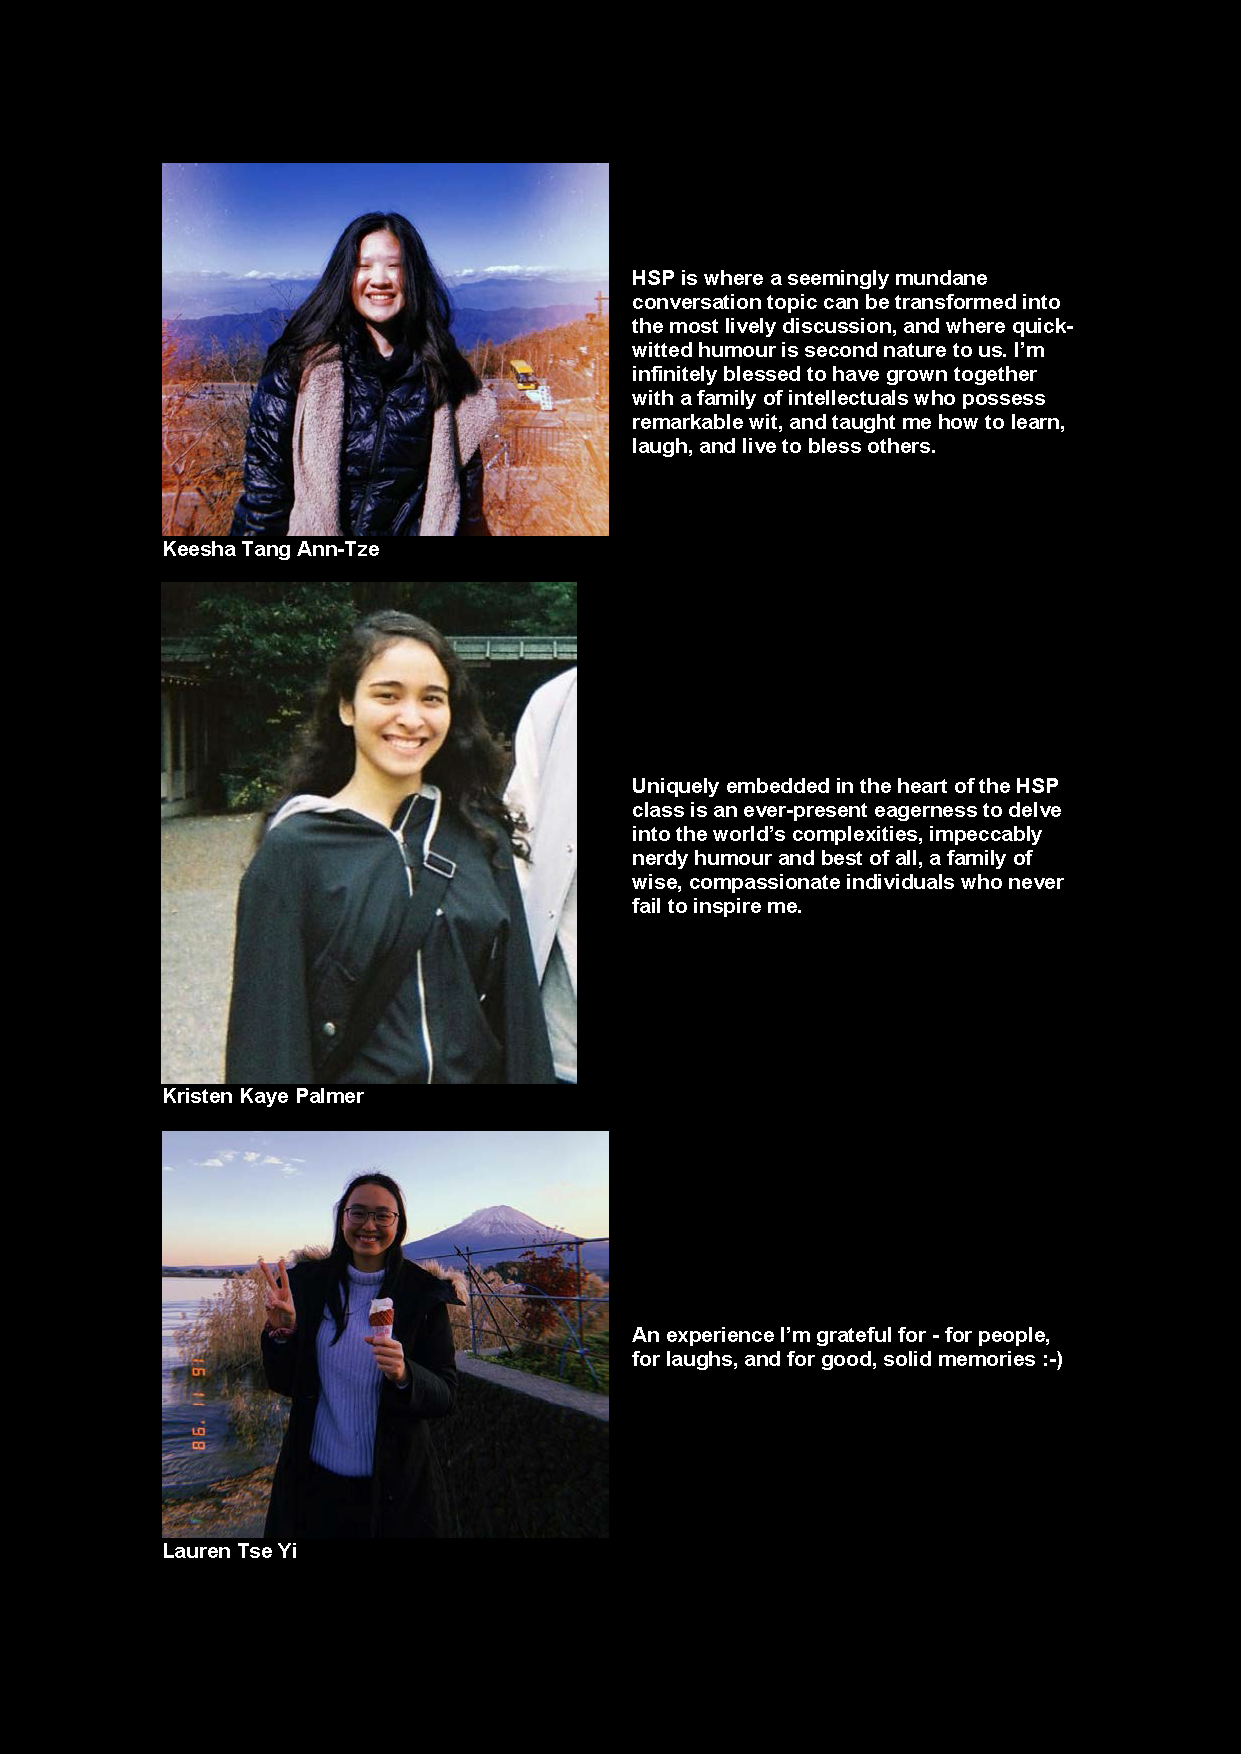 HSP is where a seemingly mundane
conversation topic can be transformed into
the most lively discussion, and where quick-
witted humour is second nature to us. I’m
infinitely blessed to have grown together
with a family of intellectuals who possess
remarkable wit, and taught me how to learn,
laugh, and live to bless others.
Keesha Tang Ann-Tze
Uniquely embedded in the heart of the HSP
class is an ever-present eagerness to delve
into the world’s complexities, impeccably
nerdy humour and best of all, a family of
wise, compassionate individuals who never
fail to inspire me.
Kristen Kaye Palmer
An experience I’m grateful for - for people,
for laughs, and for good, solid memories :-)
16 11 '98
Lauren Tse Yi